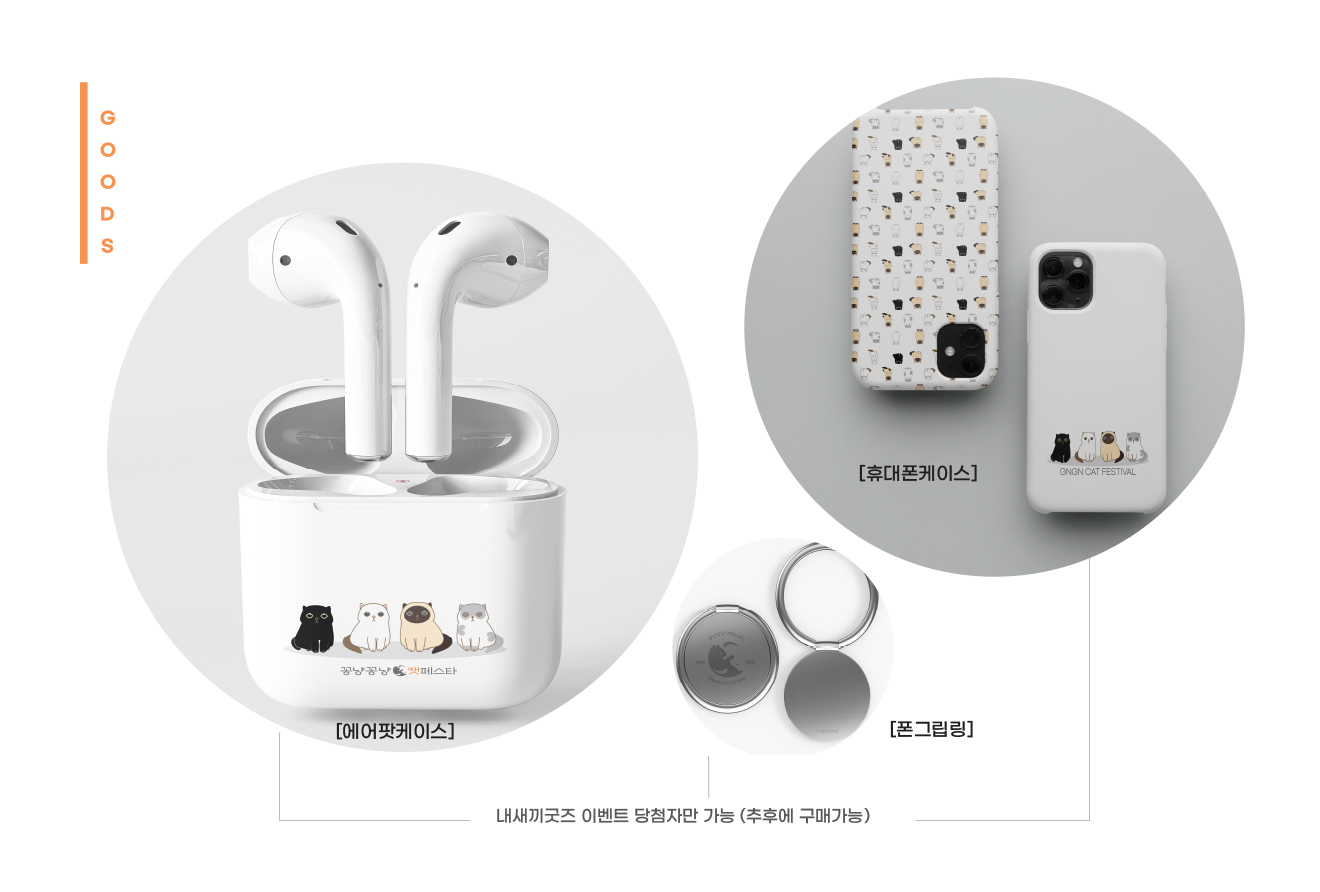 GOODS
[휴대폰케이스]
GNGN CAT FESTIVAL
꽁냥꽁냥 캣페스타
[에어팟케이스]
[폰그립링]
내새끼굿즈 이벤트 당첨자만 가능 (추후에 구매가능)